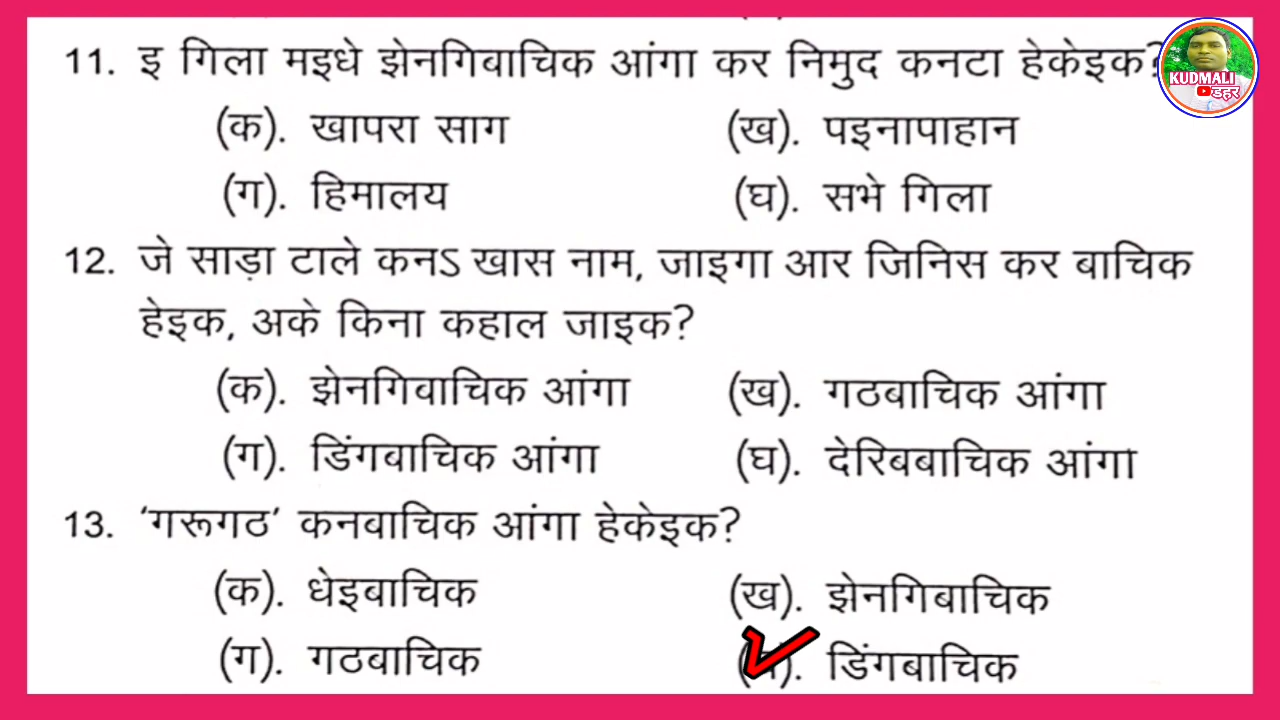 11. इ गिला मइधे झेनगिबाचिक आंगा कर निमुद कनटा हेकेइक?
KUDMALI
डहर
(क). खापरा साग (ख). पइनापाहान
(ग). हिमालय (घ). सभे गिला
12. जे साड़ा टाले कनऽ खास नाम, जाइगा आर जिनिस कर बाचिक
हेइक, अके किना कहाल जाइक?
(क). झेनगिवाचिक आंगा (ख). गठबाचिक आंगा
(ग). डिंगबाचिक आंगा (घ). देरिबबाचिक आंगा
13. ‘गरूगठ’ कनबाचिक आंगा हेकेइक?
(क). धेइबाचिक (ख). झेनगिबाचिक
(ग). गठबाचिक डिंगबाचिक